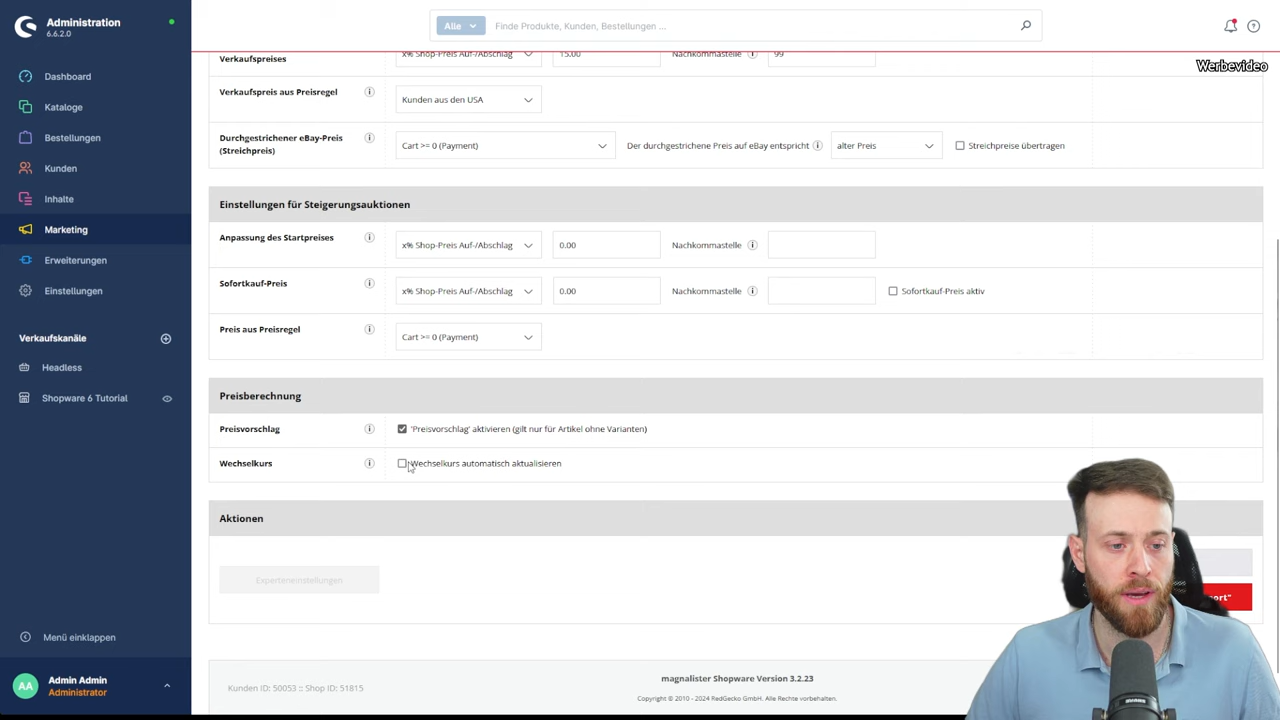 Administration
6.6.2.0
Alle
Finde Produkte, Kunden, Bestellungen ...
Werbevideo
Dashboard
Kataloge
Bestellungen
Kunden
Inhalte
Marketing
Erweiterungen
Einstellungen
Verkaufskanäle
Headless
Shopware 6 Tutorial
Menü einklappen
AA
Admin Admin
Administrator
Verkaufspreises x% Shop-Preis Auf-/Abschlag 15.00 Nachkommastelle 99
Verkaufspreis aus Preisregel Kunden aus den USA
Durchgestrichener eBay-Preis
(Streichpreis)
Cart >= 0 (Payment) Der durchgestrichene Preis auf eBay entspricht alter Preis Streichpreise übertragen
Einstellungen für Steigerungsauktionen
Anpassung des Startpreises x% Shop-Preis Auf-/Abschlag 0.00 Nachkommastelle
Sofortkauf-Preis x% Shop-Preis Auf-/Abschlag 0.00 Nachkommastelle Sofortkauf-Preis aktiv
Preis aus Preisregel Cart >= 0 (Payment)
Preisberechnung
Preisvorschlag 'Preisvorschlag' aktivieren (gilt nur für Artikel ohne Varianten)
Wechselkurs Wechselkurs automatisch aktualisieren
Aktionen
Experteneinstellungen
Kunden ID: 50053 :: Shop ID: 51815
magnalister Shopware Version 3.2.23
Copyright © 2010 - 2024 RedGecko GmbH. Alle Rechte vorbehalten.